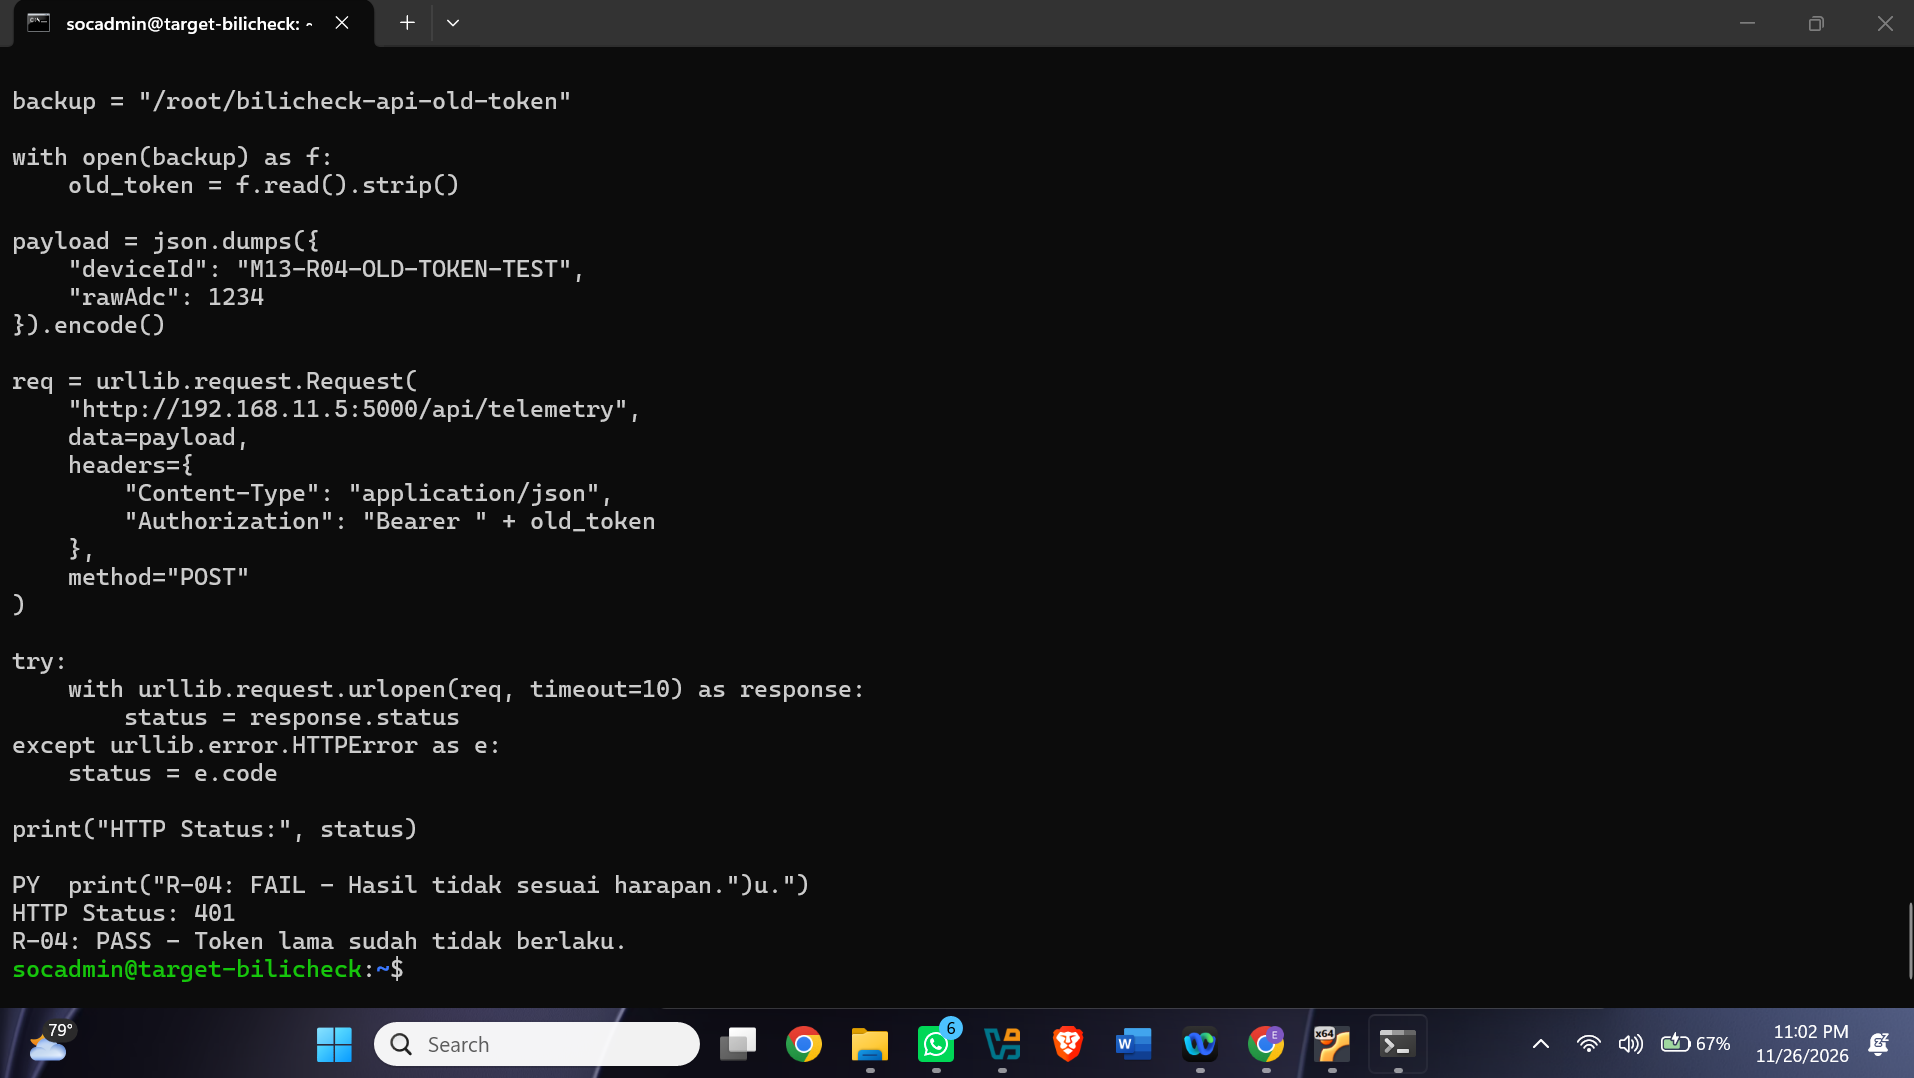 socadmin@target-bilicheck: ~
backup = "/root/bilicheck-api-old-token"
with open(backup) as f:
    old_token = f.read().strip()
payload = json.dumps({
    "deviceId": "M13-R04-OLD-TOKEN-TEST",
    "rawAdc": 1234
}).encode()
req = urllib.request.Request(
    "http://192.168.11.5:5000/api/telemetry",
    data=payload,
    headers={
        "Content-Type": "application/json",
        "Authorization": "Bearer " + old_token
    },
    method="POST"
)
try:
    with urllib.request.urlopen(req, timeout=10) as response:
        status = response.status
except urllib.error.HTTPError as e:
    status = e.code
print("HTTP Status:", status)
PY  print("R-04: FAIL - Hasil tidak sesuai harapan.")u.")
HTTP Status: 401
R-04: PASS - Token lama sudah tidak berlaku.
socadmin@target-bilicheck:~$
79°
Search
6
W
E
x64
67%
11:02 PM
11/26/2026